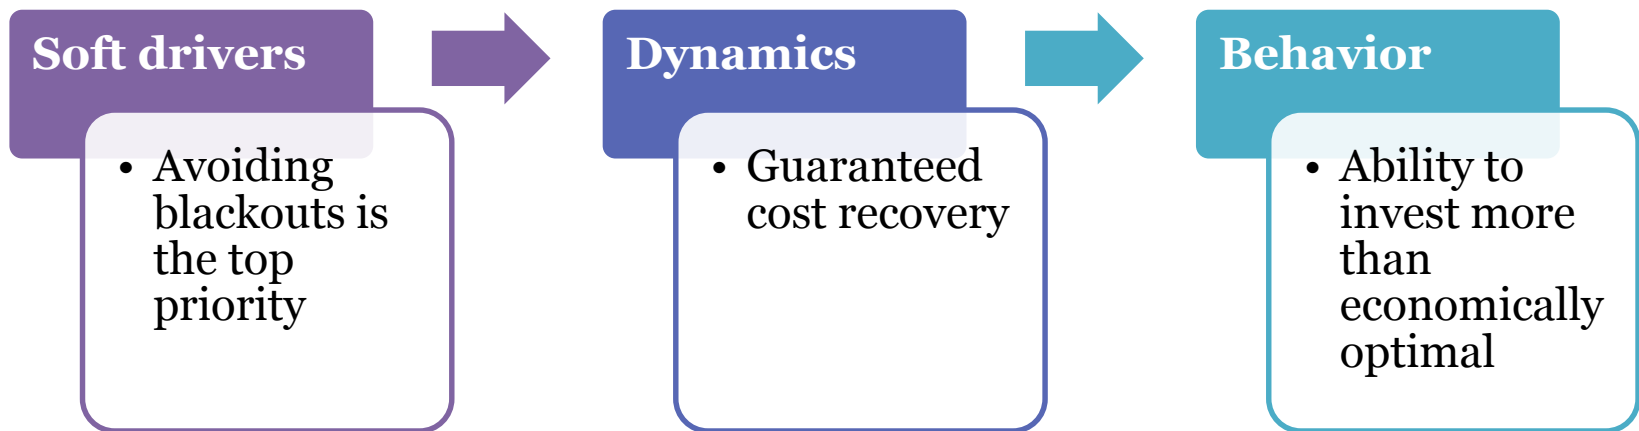 Soft drivers
• Avoiding
blackouts is
the top
priority
Dynamics
• Guaranteed
cost recovery
Behavior
• Ability to
invest more
than
economically
optimal